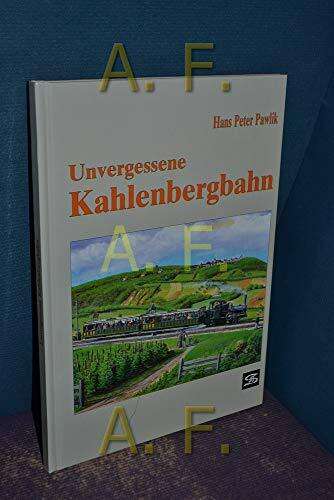 A. F.
Hans Peter Pawlik
Unvergessene
Kahlenbergbahn
A. F.
A. F.